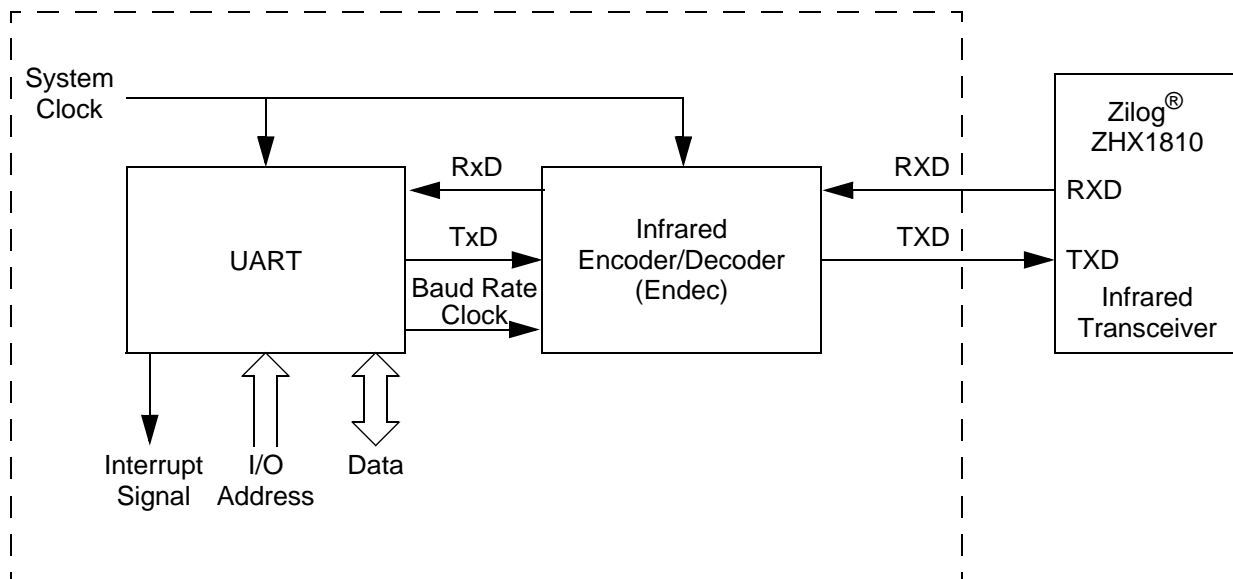 System
Clock
RxD
UART
TxD
Baud Rate
Clock
Infrared
Encoder/Decoder
(Endec)
RXD
TXD
Zilog®
ZHX1810
RXD
TXD
Infrared
Transceiver
Interrupt
Signal
I/O
Address
Data